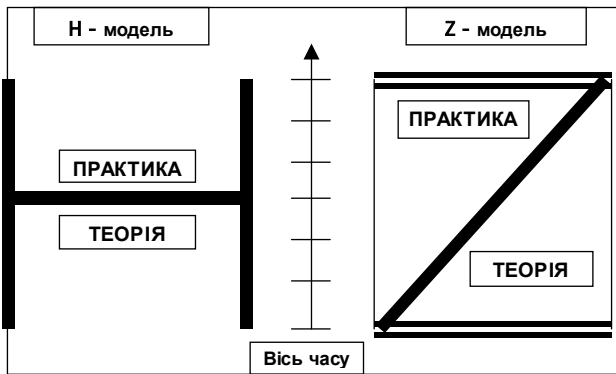 H - модель
Z - модель
ПРАКТИКА
ТЕОРІЯ
ПРАКТИКА
ТЕОРІЯ
Вісь часу